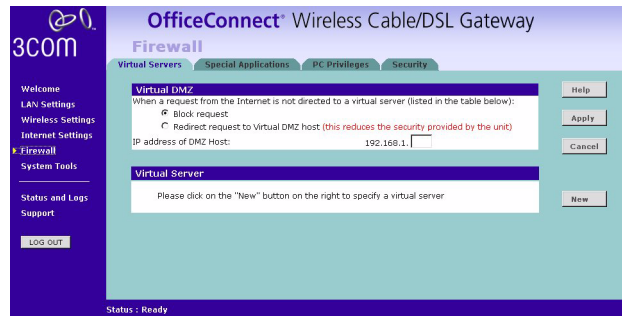 3COM
OfficeConnect® Wireless Cable/DSL Gateway
Firewall
Virtual Servers
Special Applications
PC Privileges
Security
Welcome
LAN Settings
Wireless Settings
Internet Settings
Firewall
System Tools
Status and Logs
Support
LOG OUT
Virtual DMZ
When a request from the Internet is not directed to a virtual server (listed in the table below):
Block request
Redirect request to Virtual DMZ host (this reduces the security provided by the unit)
IP address of DMZ Host: 192.168.1.
Virtual Server
Please click on the "New" button on the right to specify a virtual server
Help
Apply
Cancel
New
Status : Ready